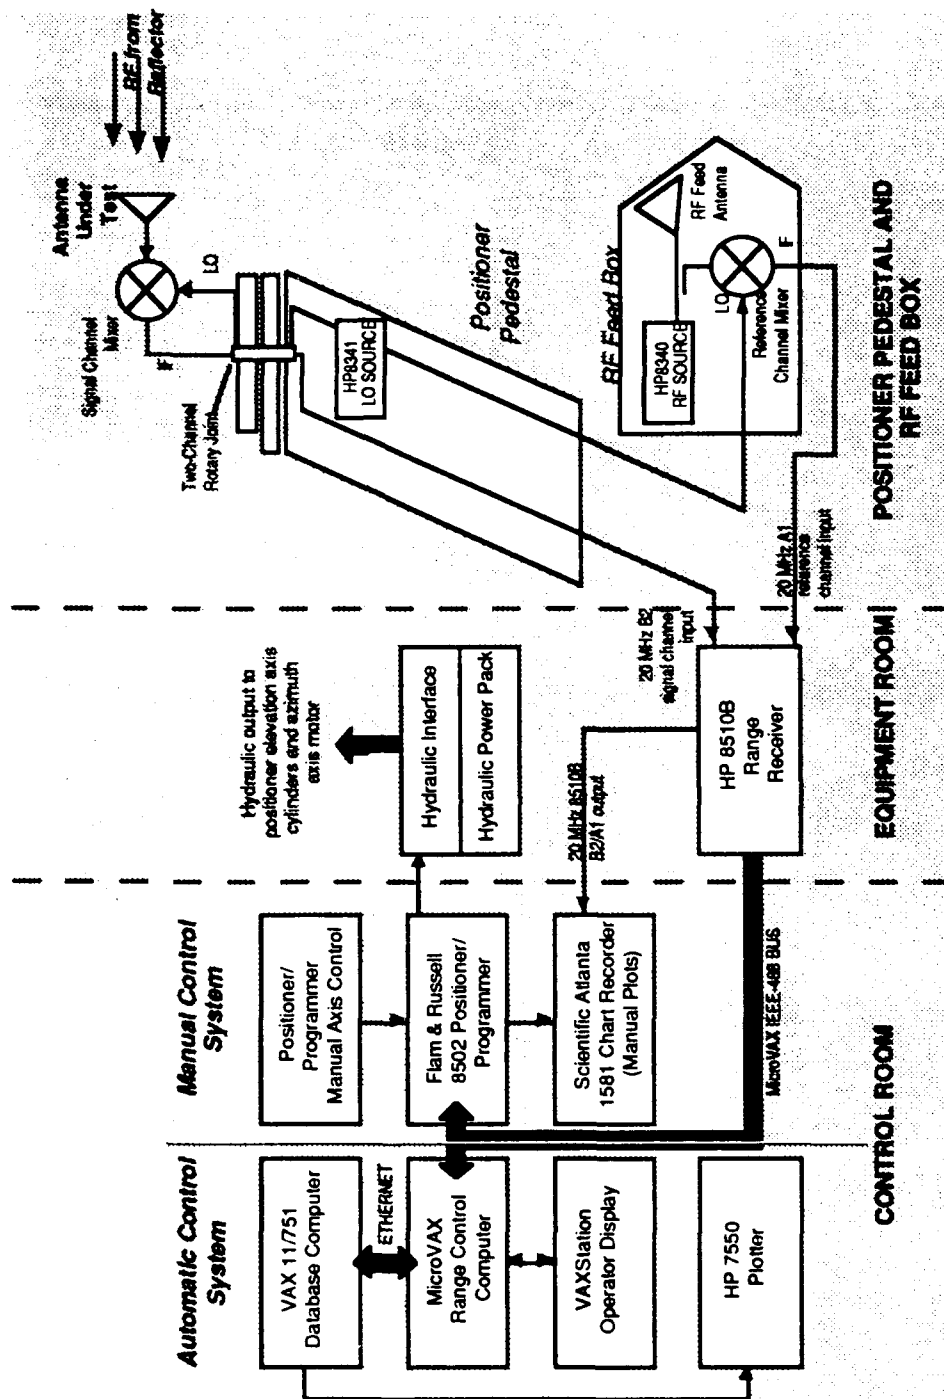 Automatic Control
System
VAX 11/751
Database Computer
ETHERNET
MicroVAX
Range Control
Computer
VAXStation
Operator Display
HP 7550
Plotter
Manual Control
System
Positioner/
Programmer
Manual Axis Control
Flam & Russell
8502 Positioner/
Programmer
Scientific Atlanta
1581 Chart Recorder
(Manual Plots)
MicroVAX IEEE-488 BUS
CONTROL ROOM
Hydraulic output to
positioner elevation axis
cylinders and azimuth
axis motor
Hydraulic Interface
Hydraulic Power Pack
20 MHz 8510B
B2/A1 output
20 MHz B2
signal channel
input
HP 8510B
Range
Receiver
EQUIPMENT ROOM
RF from
Reflector
Antenna
Under
Test
Signal Channel
Mixer
LO
IF
Two-Channel
Rotary Joint
HP8341
LO SOURCE
Positioner
Pedestal
RF Feed Box
HP8340
RF SOURCE
RF Feed
Antenna
LO
Reference
Channel Mixer
IF
20 MHz A1
reference
channel input
POSITIONER PEDESTAL AND
RF FEED BOX